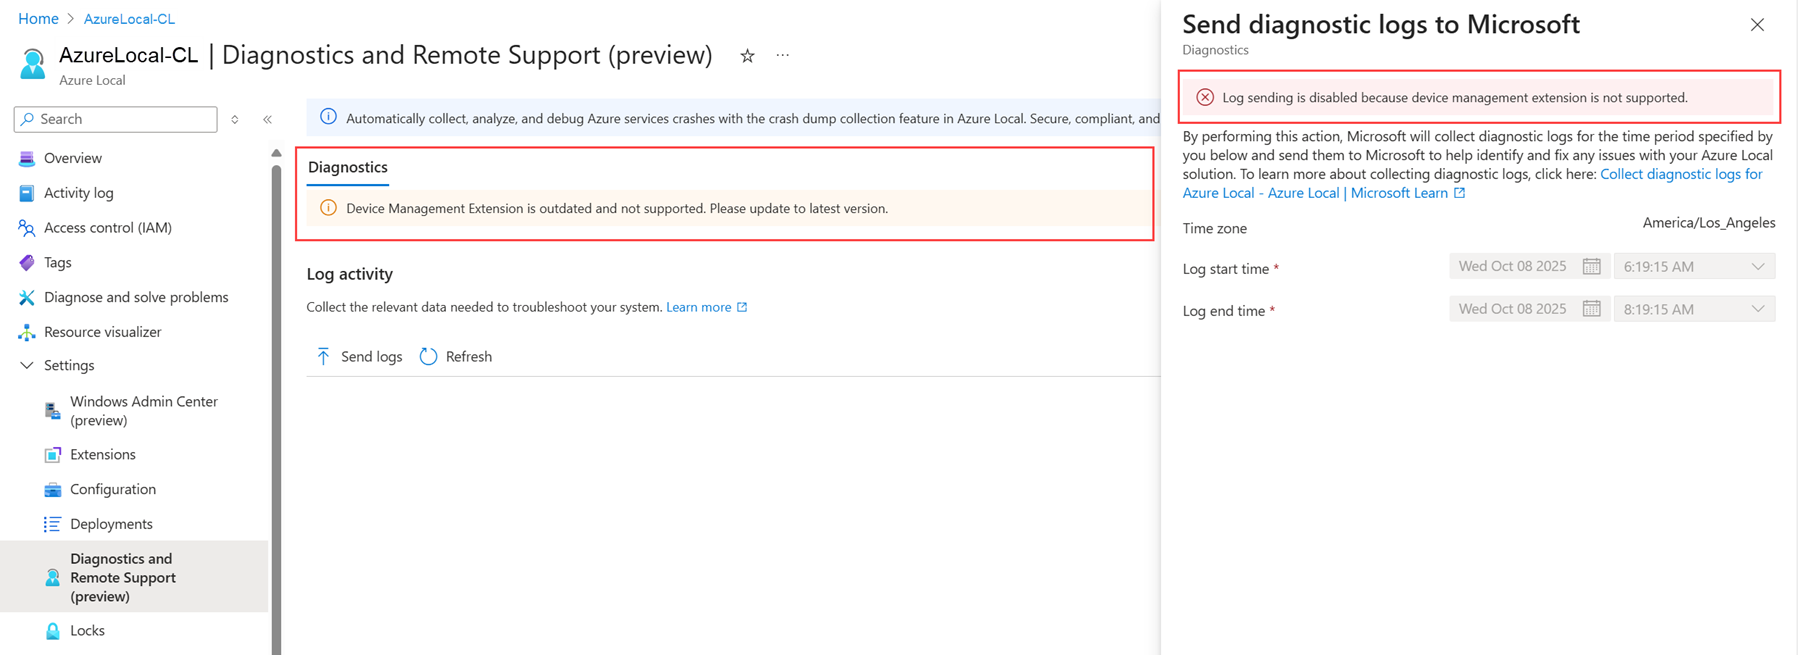 Home > AzureLocal-CL
AzureLocal-CL | Diagnostics and Remote Support (preview) ☆ ···
Azure Local
Search
Overview
Activity log
Access control (IAM)
Tags
Diagnose and solve problems
Resource visualizer
Settings
Windows Admin Center
(preview)
Extensions
Configuration
Deployments
Diagnostics and
Remote Support
(preview)
Locks
Automatically collect, analyze, and debug Azure services crashes with the crash dump collection feature in Azure Local. Secure, compliant, and
Diagnostics
Device Management Extension is outdated and not supported. Please update to latest version.
Log activity
Collect the relevant data needed to troubleshoot your system. Learn more
Send logs Refresh
Send diagnostic logs to Microsoft
Diagnostics
Log sending is disabled because device management extension is not supported.
By performing this action, Microsoft will collect diagnostic logs for the time period specified by
you below and send them to Microsoft to help identify and fix any issues with your Azure Local
solution. To learn more about collecting diagnostic logs, click here: Collect diagnostic logs for
Azure Local - Azure Local | Microsoft Learn
Time zone America/Los_Angeles
Log start time * Wed Oct 08 2025 6:19:15 AM
Log end time * Wed Oct 08 2025 8:19:15 AM